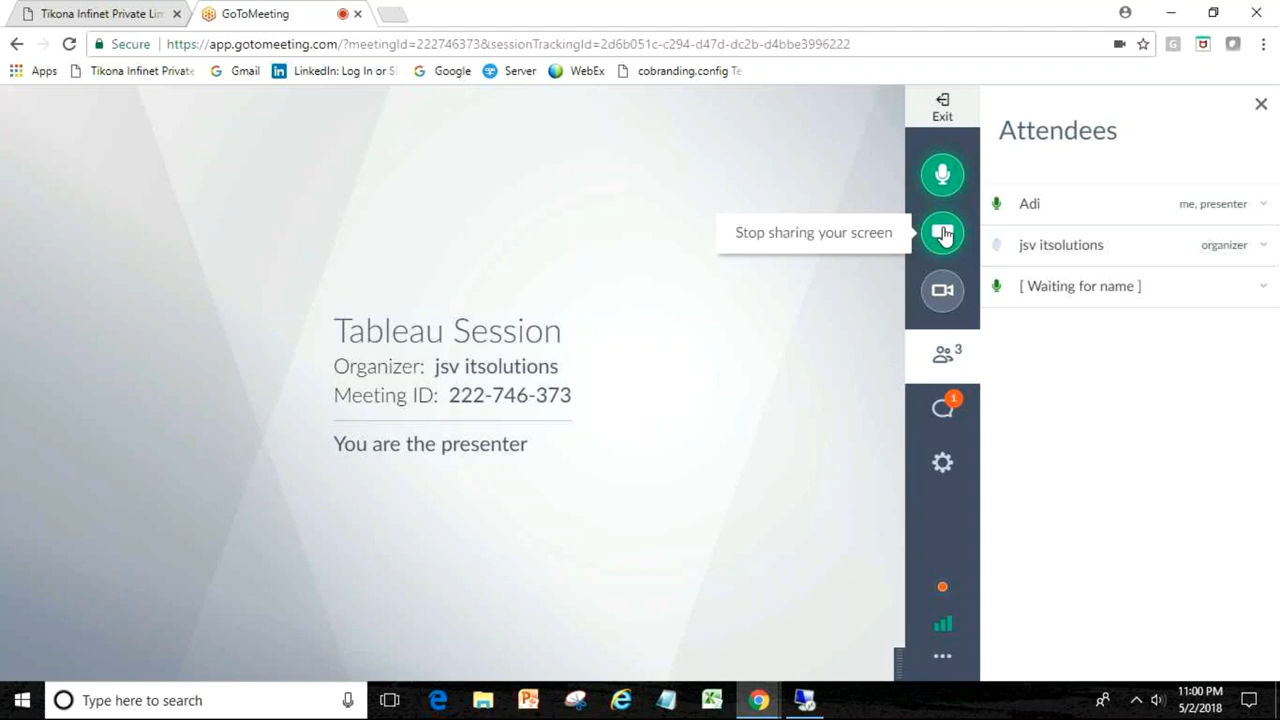 Tikona Infinet Private Lim
GoToMeeting
Secure
https://app.gotomeeting.com/?meetingId=222746373&sessionTrackingId=2d6b051c-c294-d47d-dc2b-d4bbe3996222
Apps
Tikona Infinet Private
Gmail
LinkedIn: Log In or Si
Google
Server
WebEx
cobranding.config Te
Exit
Attendees
Adi
me, presenter
Stop sharing your screen
jsv itsolutions
organizer
[ Waiting for name ]
3
1
Tableau Session
Organizer: jsv itsolutions
Meeting ID: 222-746-373
You are the presenter
Type here to search
11:00 PM
5/2/2018